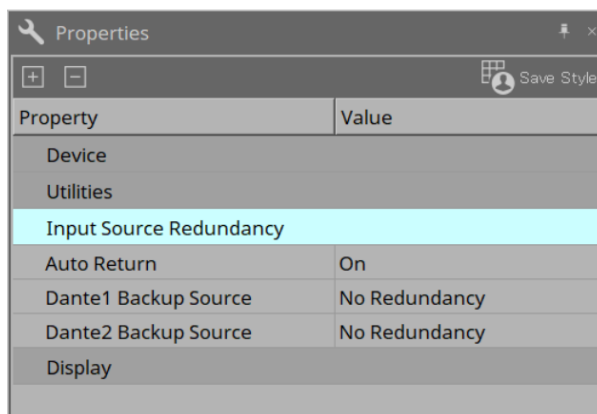 Properties
Save Style
Property Value
Device
Utilities
Input Source Redundancy
Auto Return On
Dante1 Backup Source No Redundancy
Dante2 Backup Source No Redundancy
Display